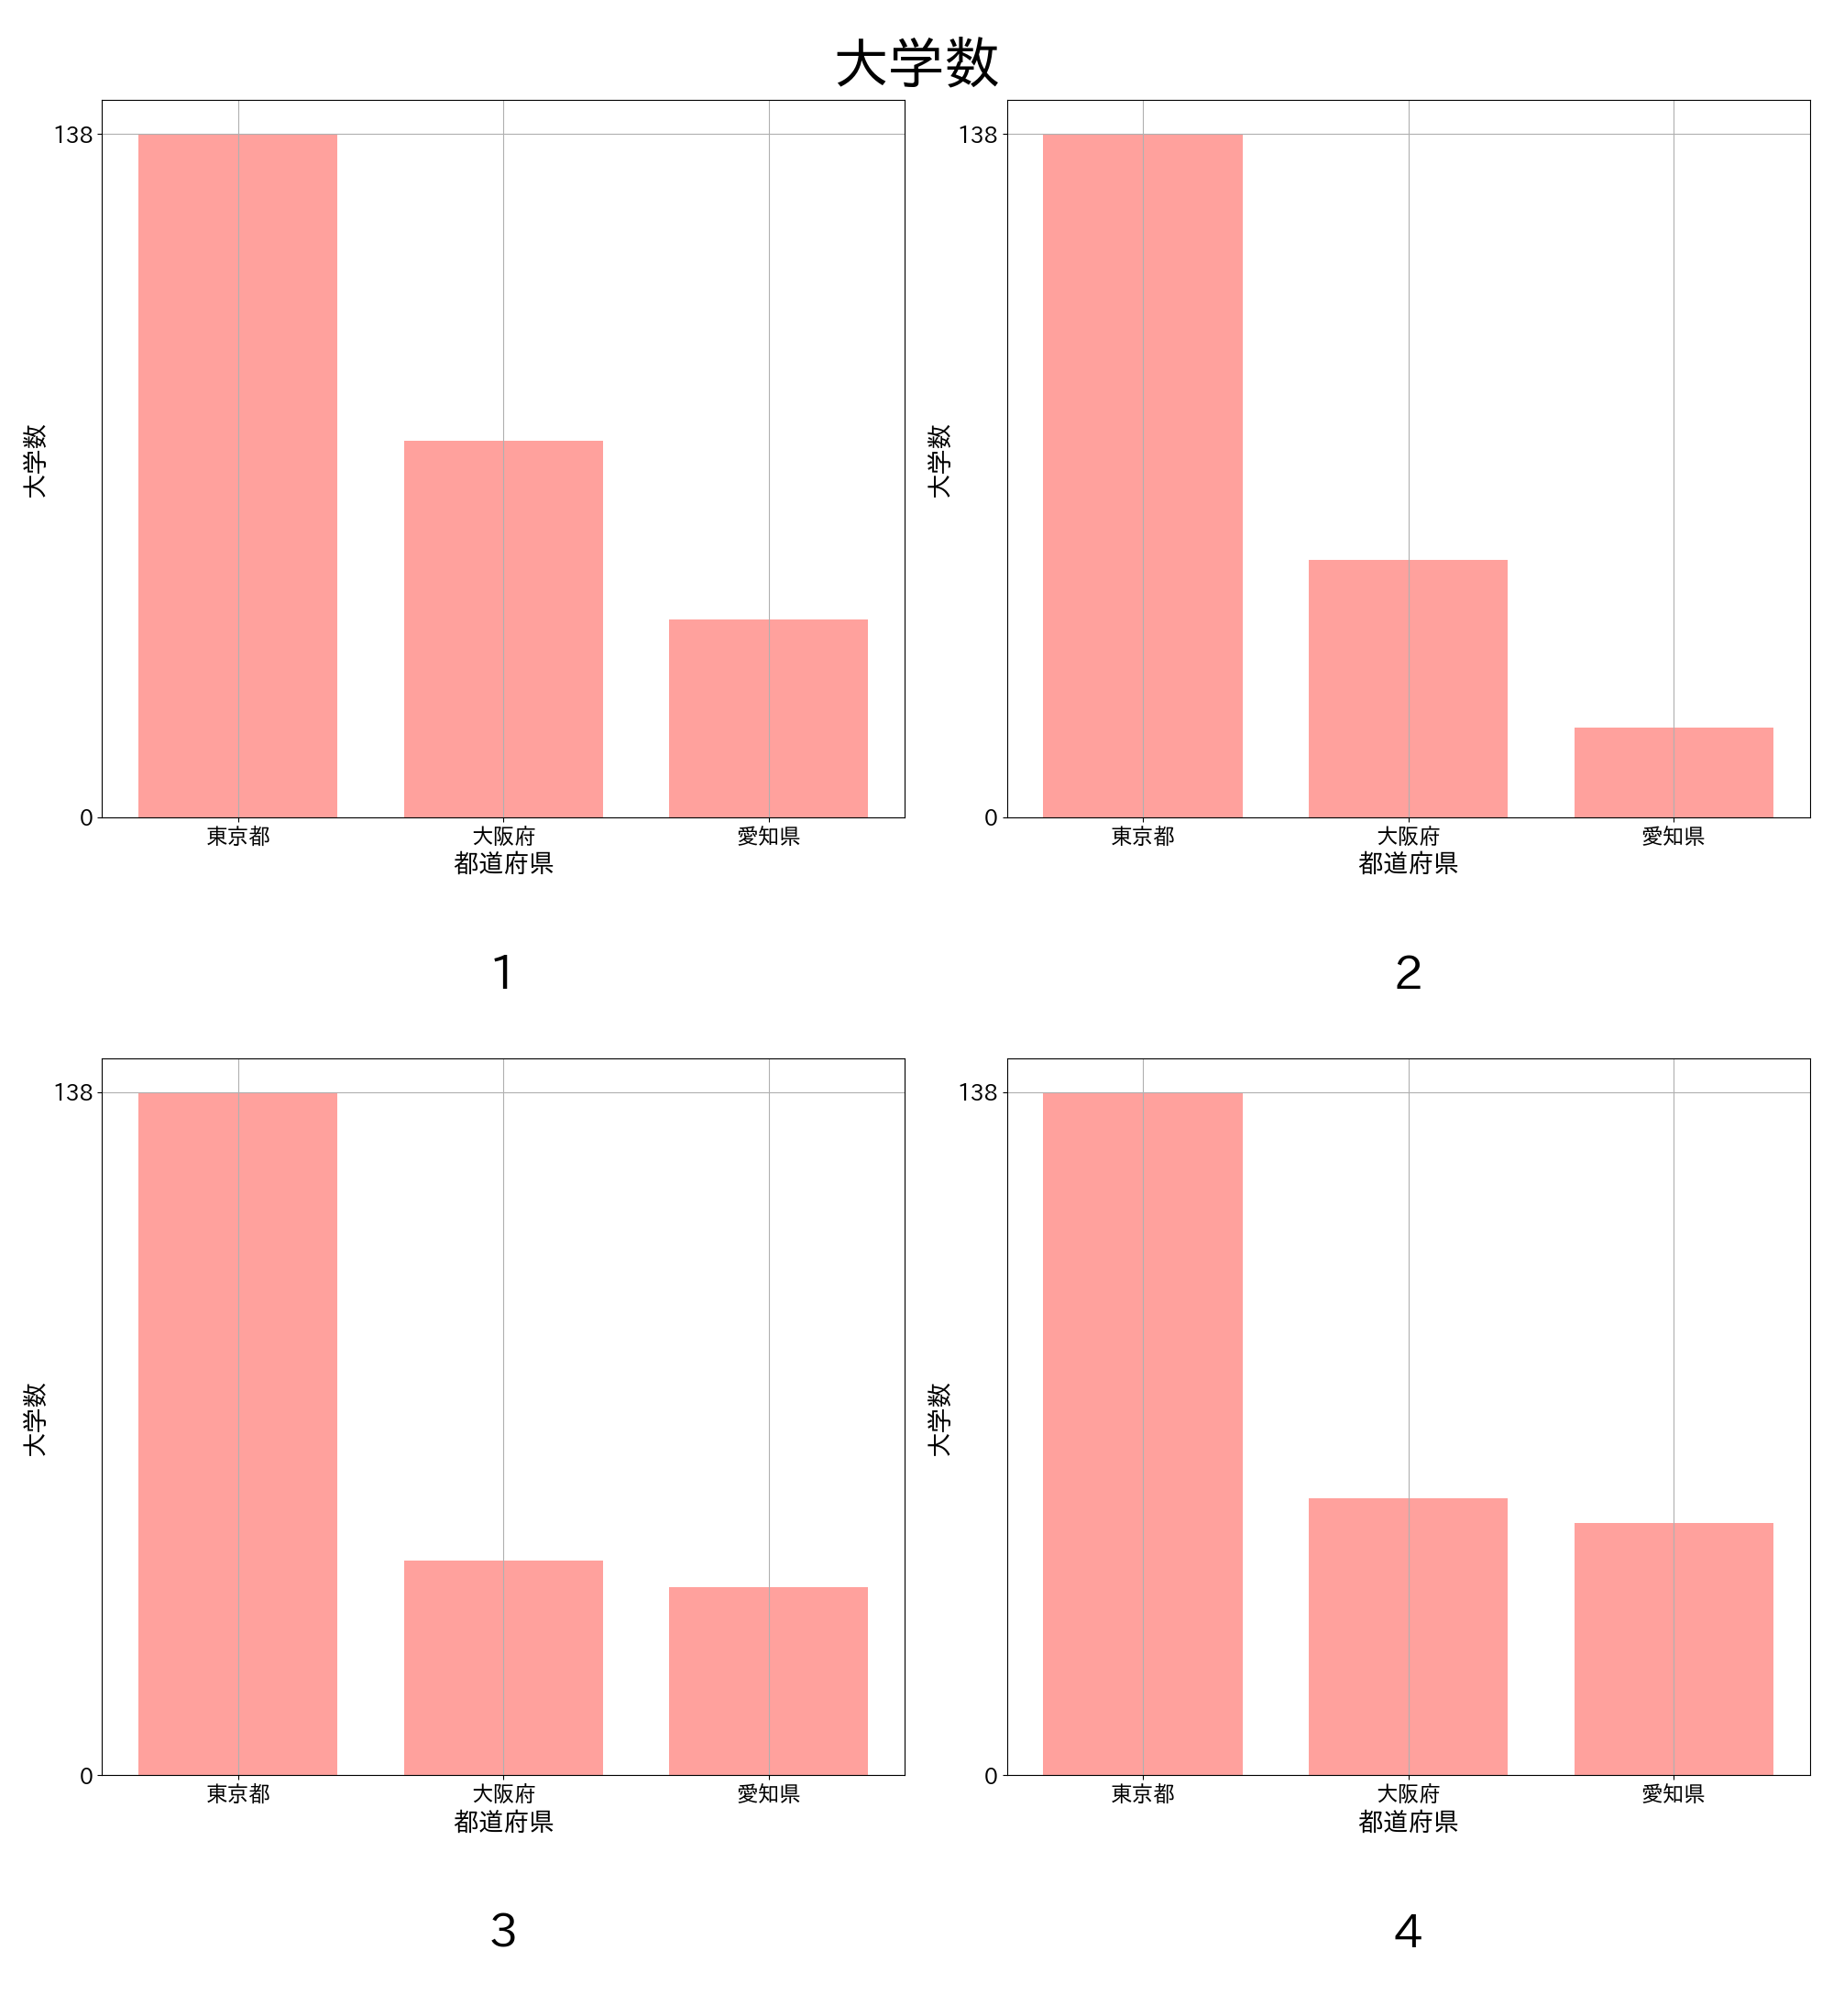 大学数
138
0
大学数
東京都 大阪府 愛知県
都道府県
1
138
0
大学数
東京都 大阪府 愛知県
都道府県
2
138
0
大学数
東京都 大阪府 愛知県
都道府県
3
138
0
大学数
東京都 大阪府 愛知県
都道府県
4